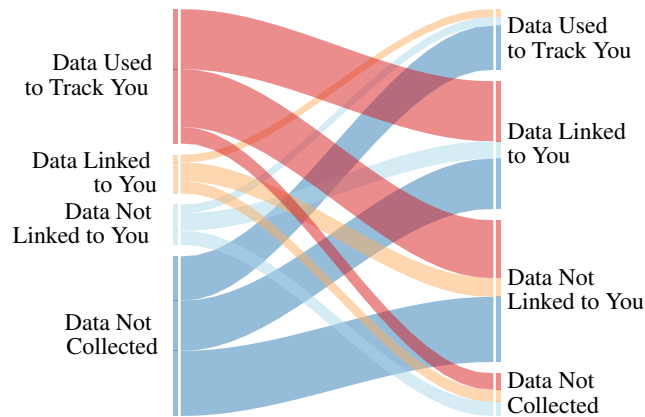 Data Used
to Track You
Data Linked
to You
Data Not
Linked to You
Data Not
Collected
Data Used
to Track You
Data Linked
to You
Data Not
Linked to You
Data Not
Collected